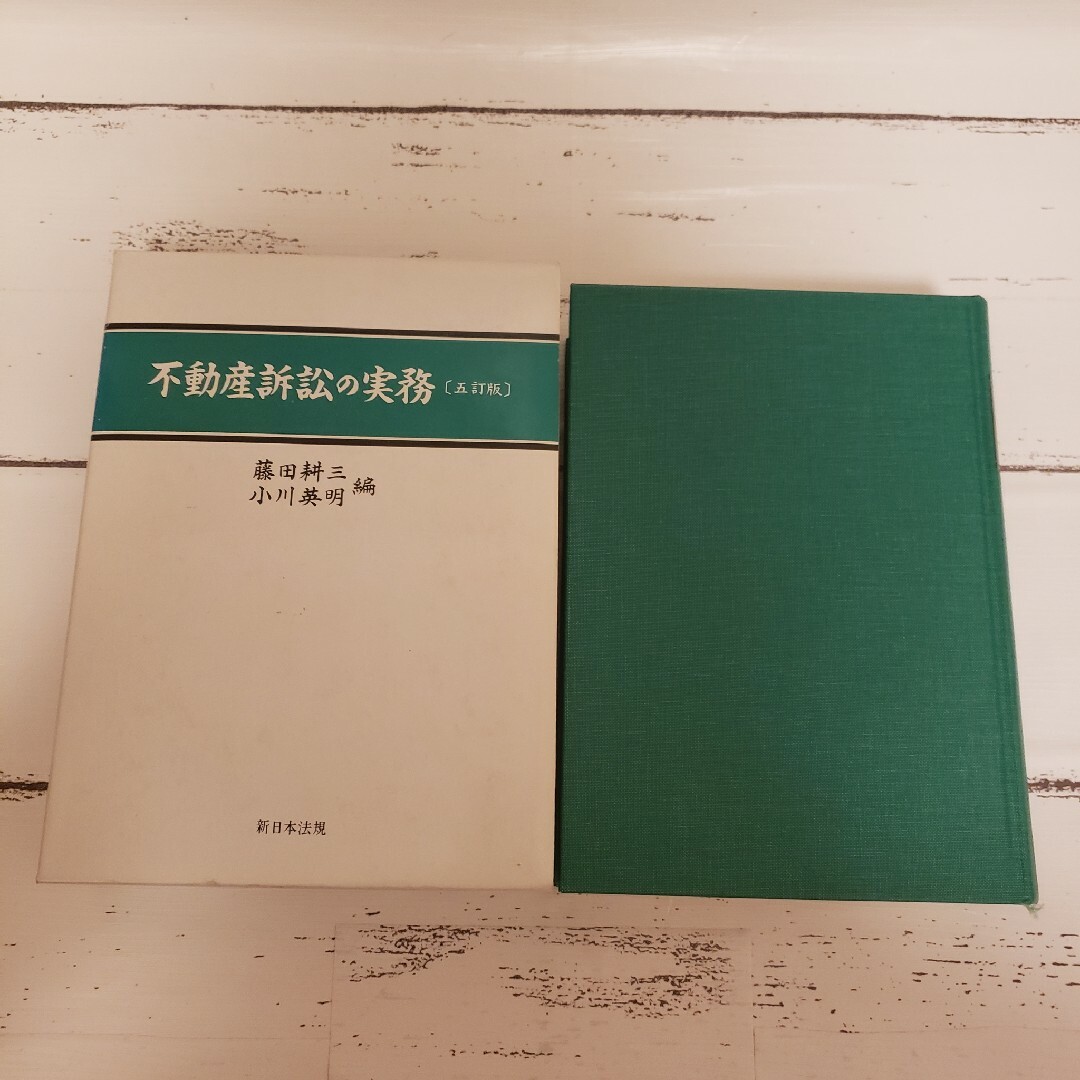 不動産訴訟の実務〔五訂版〕
藤田耕三
小川英明 編
新日本法規